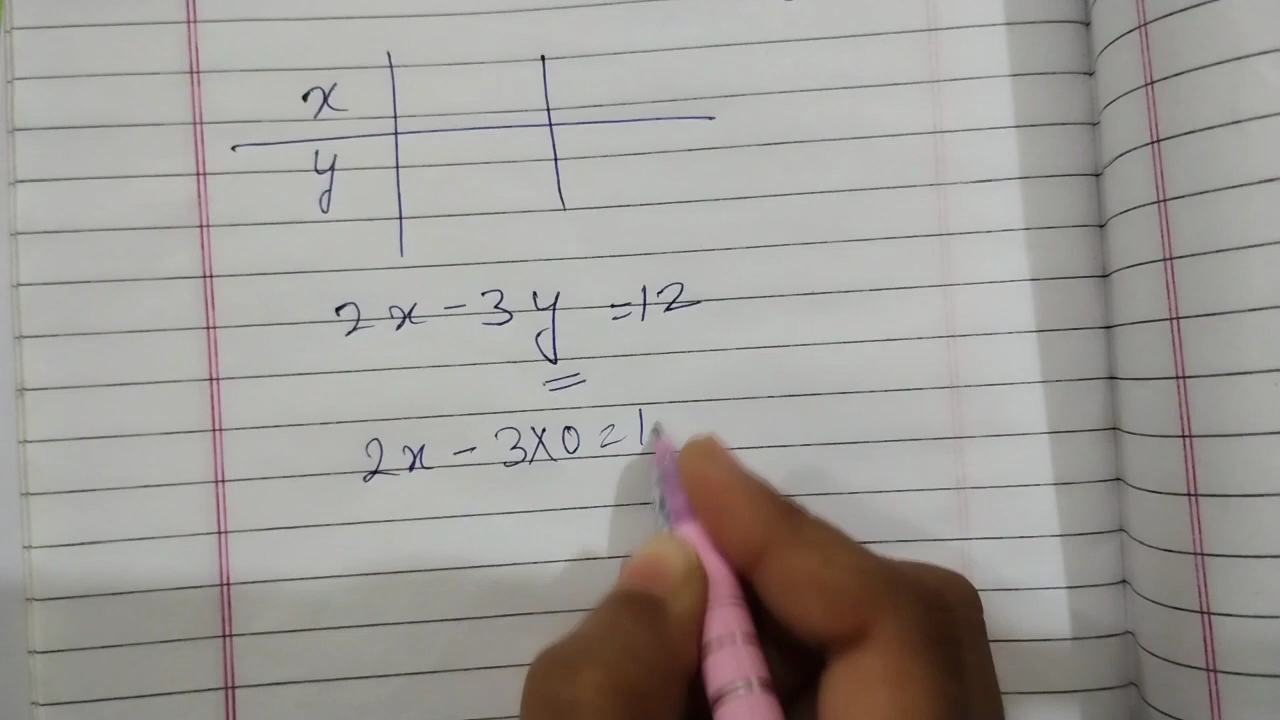 x
y
2x - 3y = 12
=
2x - 3X0 = 1